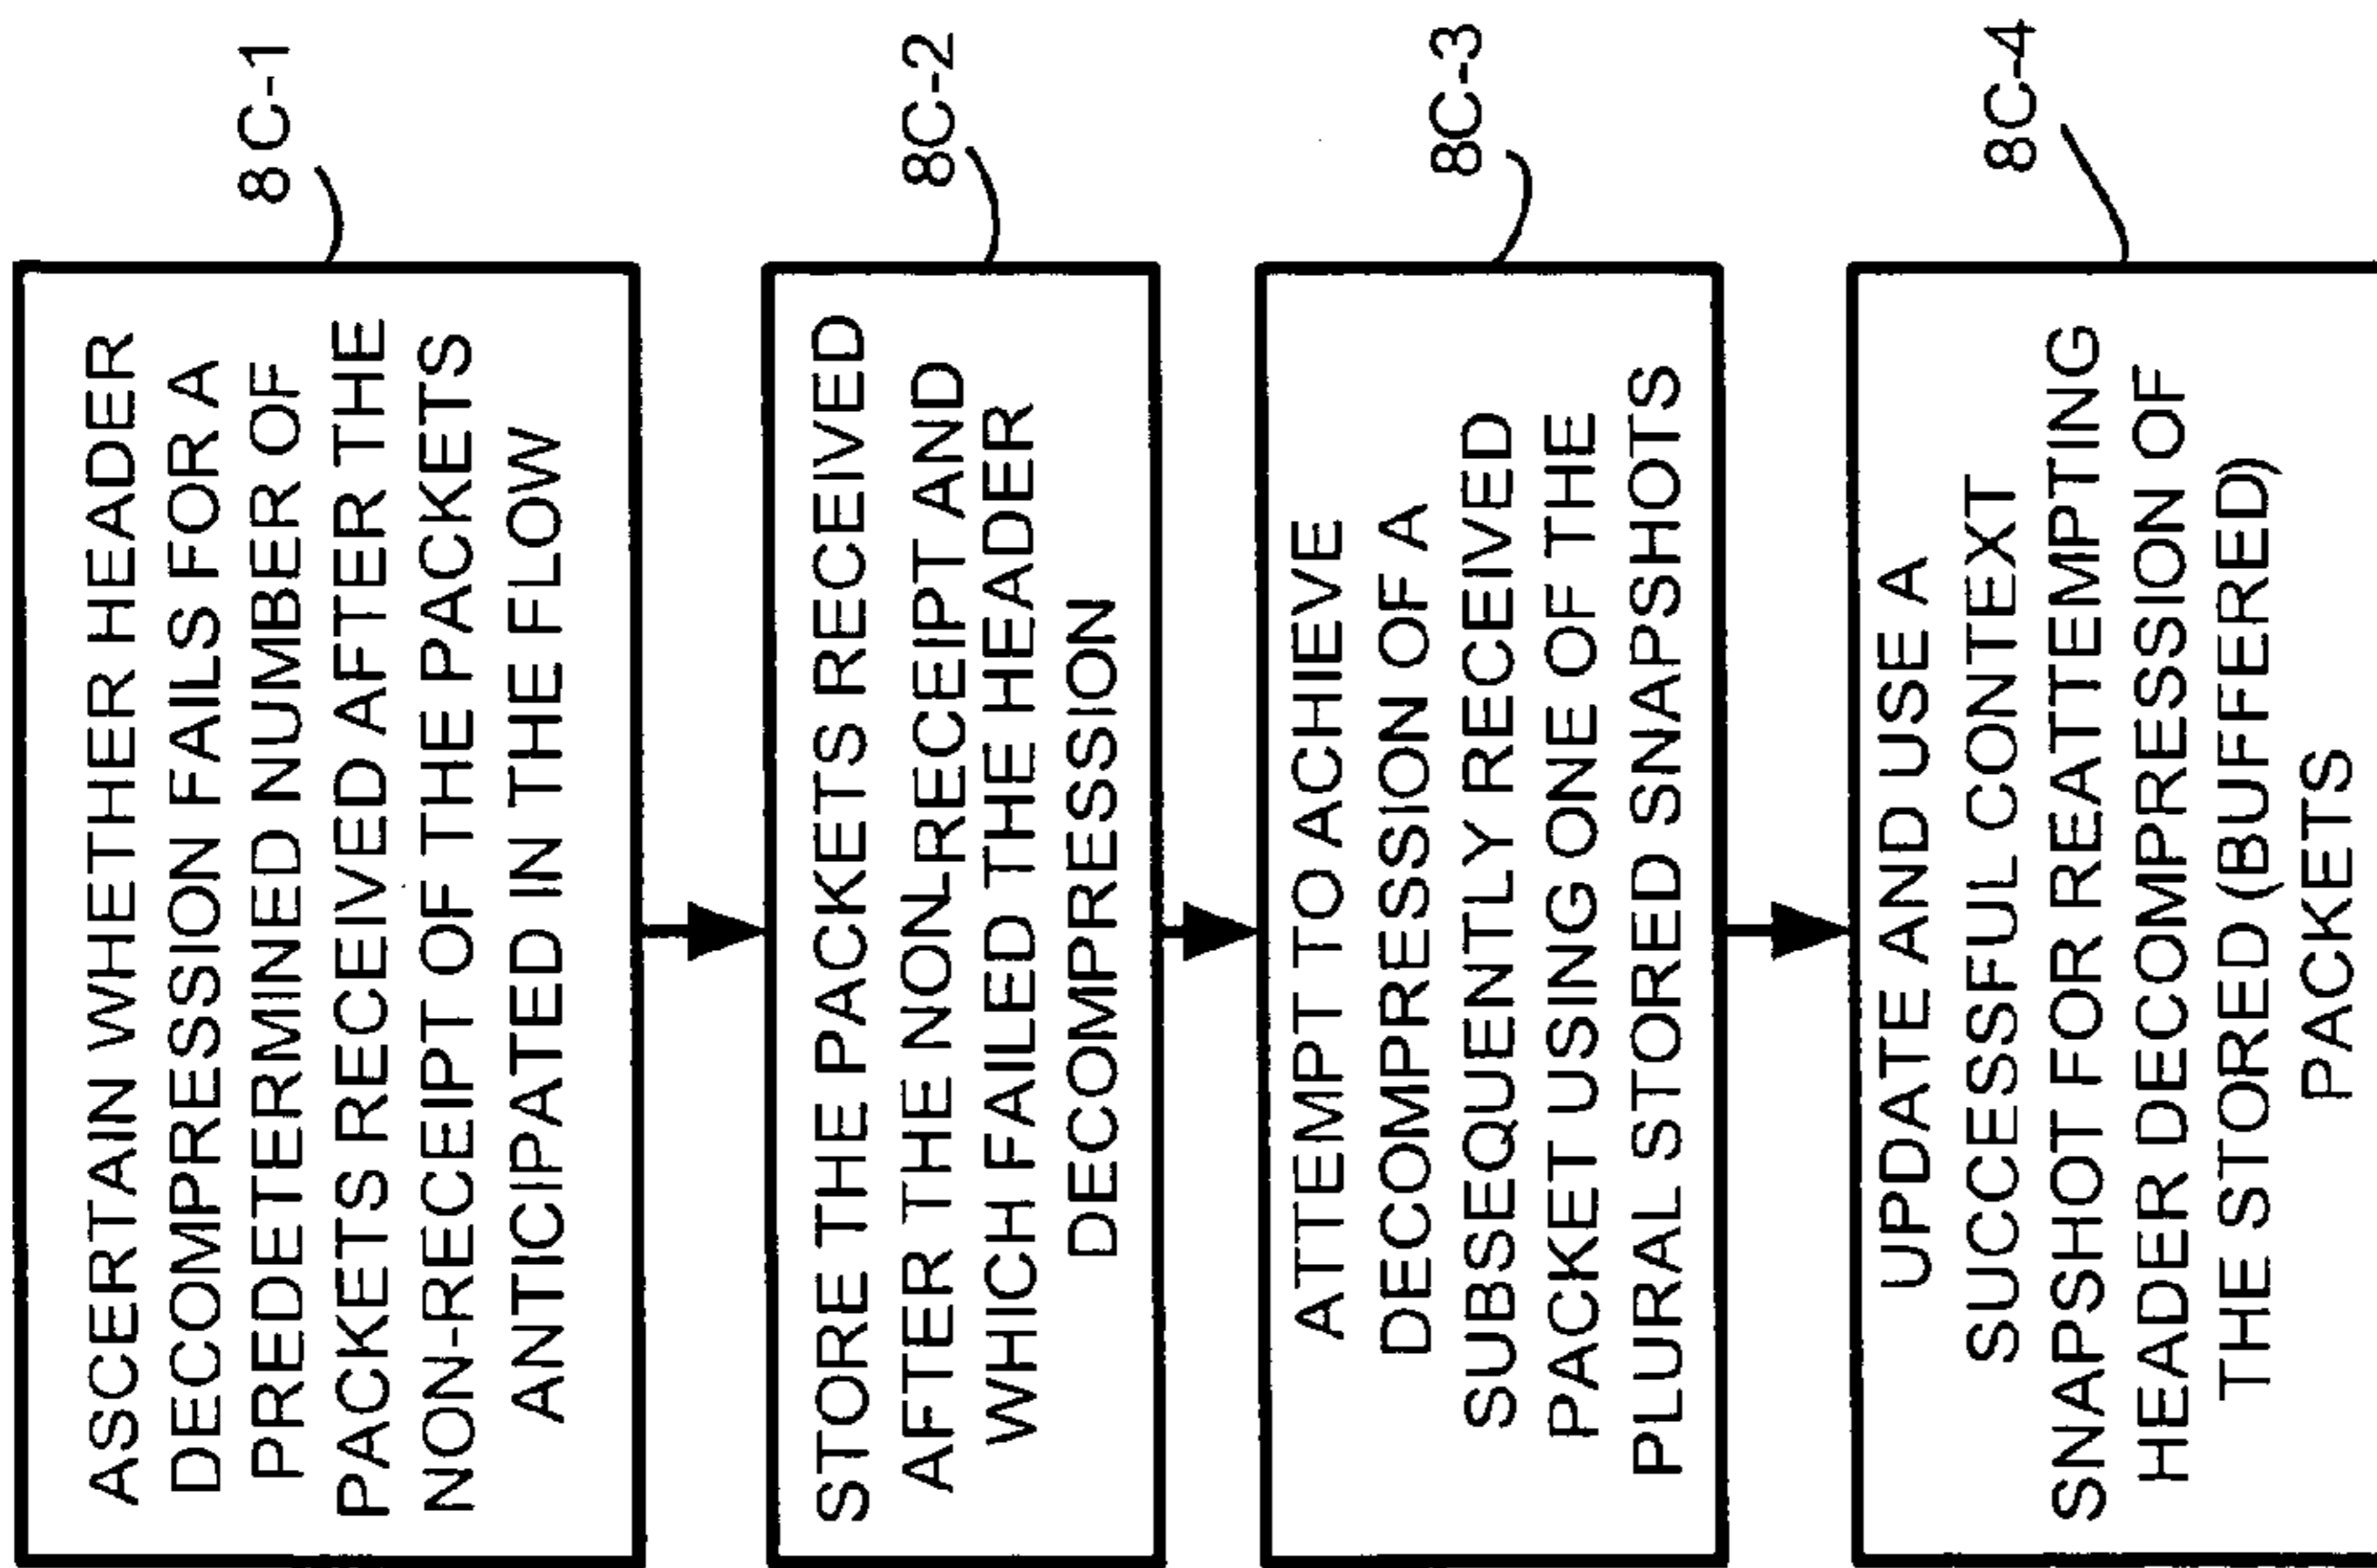 ASCERTAIN WHETHER HEADER
DECOMPRESSION FAILS FOR A
PREDETERMINED NUMBER OF
PACKETS RECEIVED AFTER THE
NON-RECEIPT OF THE PACKETS
ANTICIPATED IN THE FLOW
8C-1
STORE THE PACKETS RECEIVED
AFTER THE NON RECEIPT AND
WHICH FAILED THE HEADER
DECOMPRESSION
8C-2
ATTEMPT TO ACHIEVE
DECOMPRESSION OF A
SUBSEQUENTLY RECEIVED
PACKET USING ONE OF THE
PLURAL STORED SNAPSHOTS
8C-3
UPDATE AND USE A
SUCCESSFUL CONTEXT
SNAPSHOT FOR REATTEMPTING
HEADER DECOMPRESSION OF
THE STORED (BUFFERED)
PACKETS
8C-4